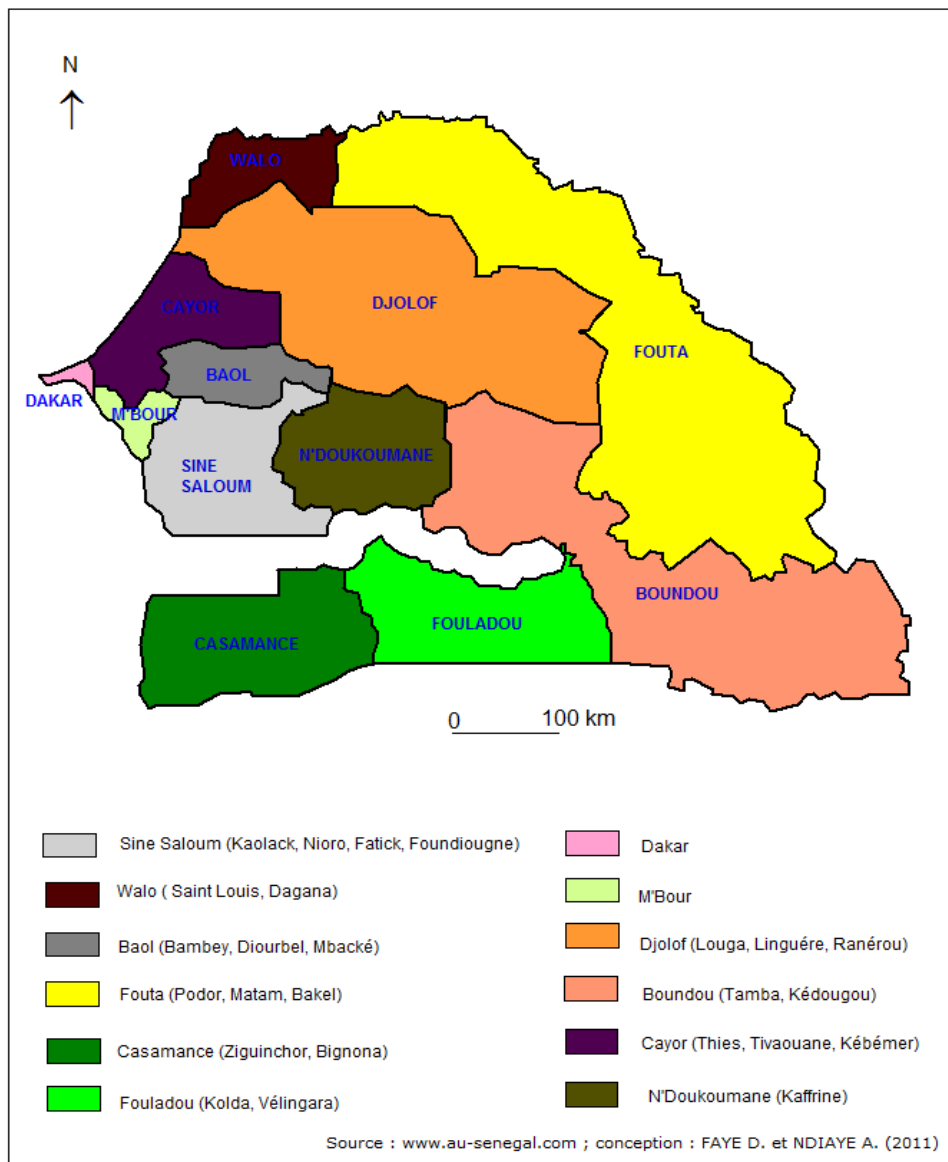 N
WALO
DJOLOF
CAYOR
FOUTA
BAOL
DAKAR
M'BOUR
N'DOUKOUMANE
SINE
SALOUM
BOUNDOU
FOULADOU
CASAMANCE
0 100 km
Sine Saloum (Kaolack, Nioro, Fatick, Foundiougne)
Dakar
Walo ( Saint Louis, Dagana)
M'Bour
Baol (Bambey, Diourbel, Mbacké)
Djolof (Louga, Linguére, Ranérou)
Fouta (Podor, Matam, Bakel)
Boundou (Tamba, Kédougou)
Casamance (Ziguinchor, Bignona)
Cayor (Thies, Tivaouane, Kébémer)
Fouladou (Kolda, Vélingara)
N'Doukoumane (Kaffrine)
Source : www.au-senegal.com ; conception : FAYE D. et NDIAYE A. (2011)